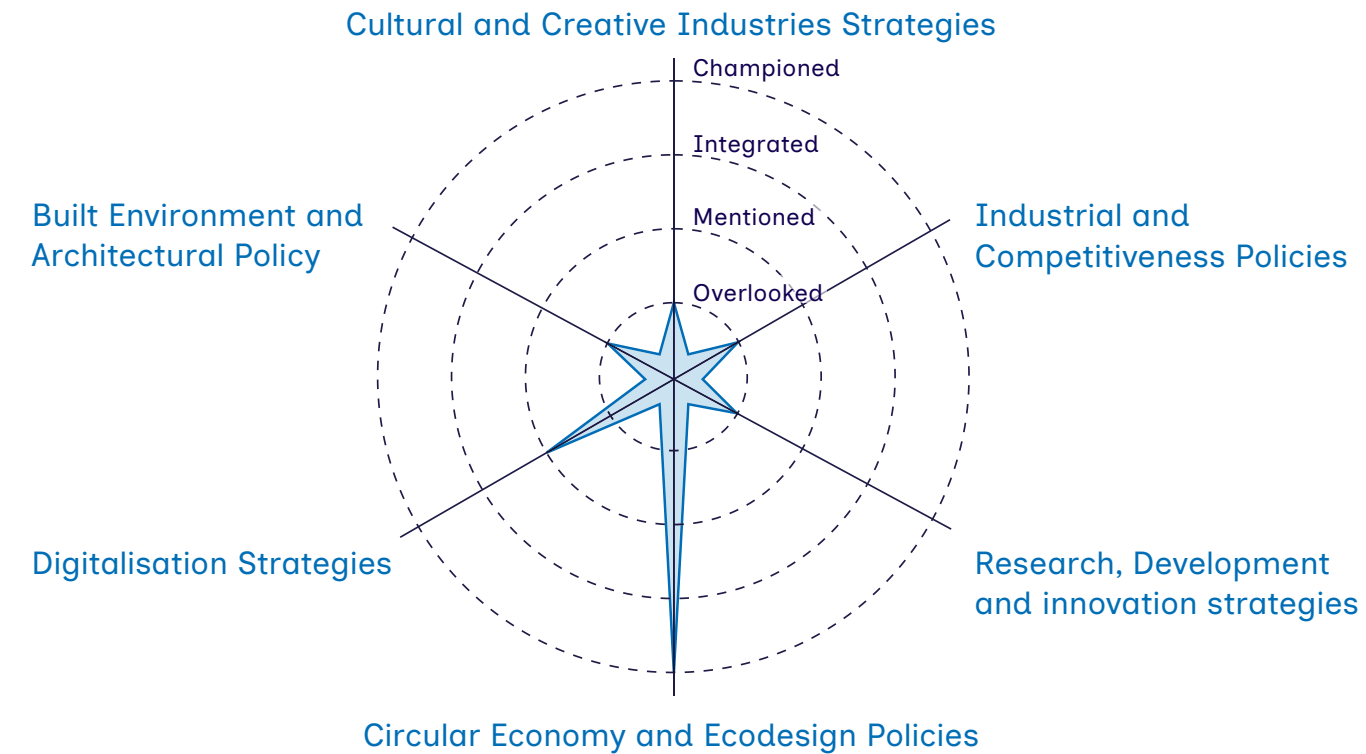 Cultural and Creative Industries Strategies
Championed
Integrated
Mentioned
Overlooked
Built Environment and
Architectural Policy
Industrial and
Competitiveness Policies
Digitalisation Strategies
Research, Development
and innovation strategies
Circular Economy and Ecodesign Policies